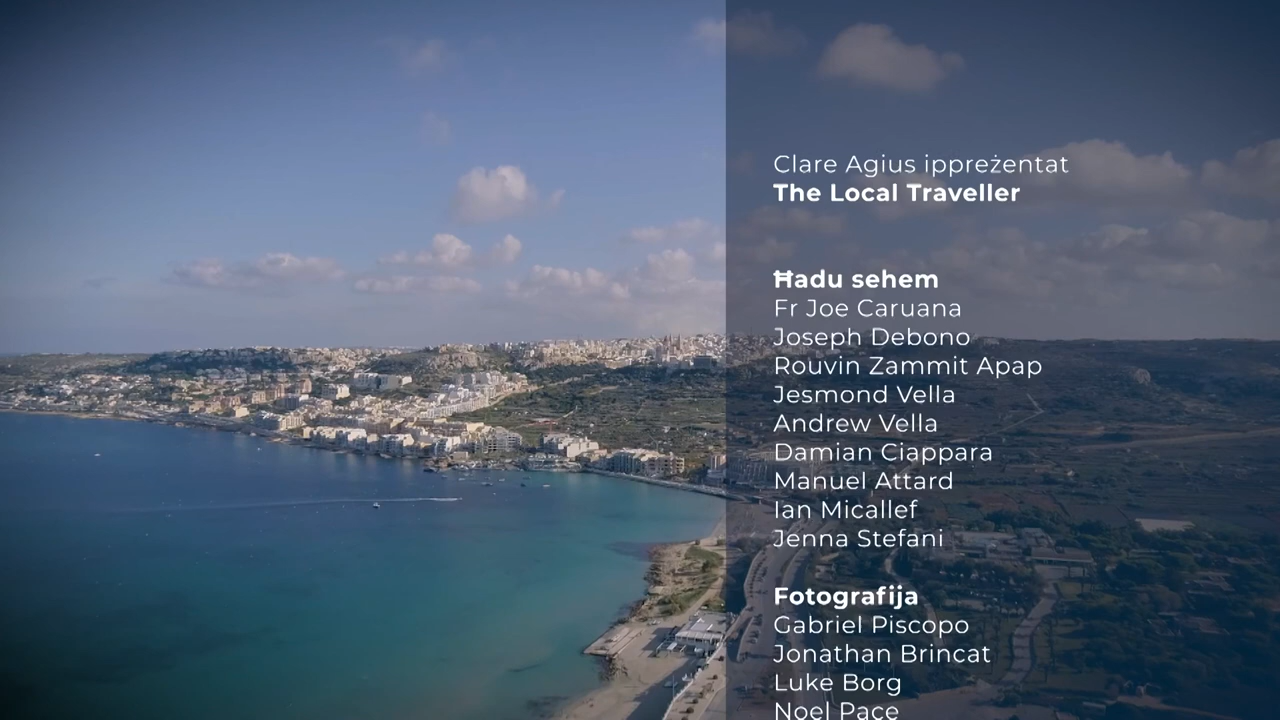 Clare Agius ippreżentat
The Local Traveller
Ħadu sehem
Fr Joe Caruana
Joseph Debono
Rouvin Zammit Apap
Jesmond Vella
Andrew Vella
Damian Ciappara
Manuel Attard
Ian Micallef
Jenna Stefani
Fotografija
Gabriel Piscopo
Jonathan Brincat
Luke Borg
Noel Pace